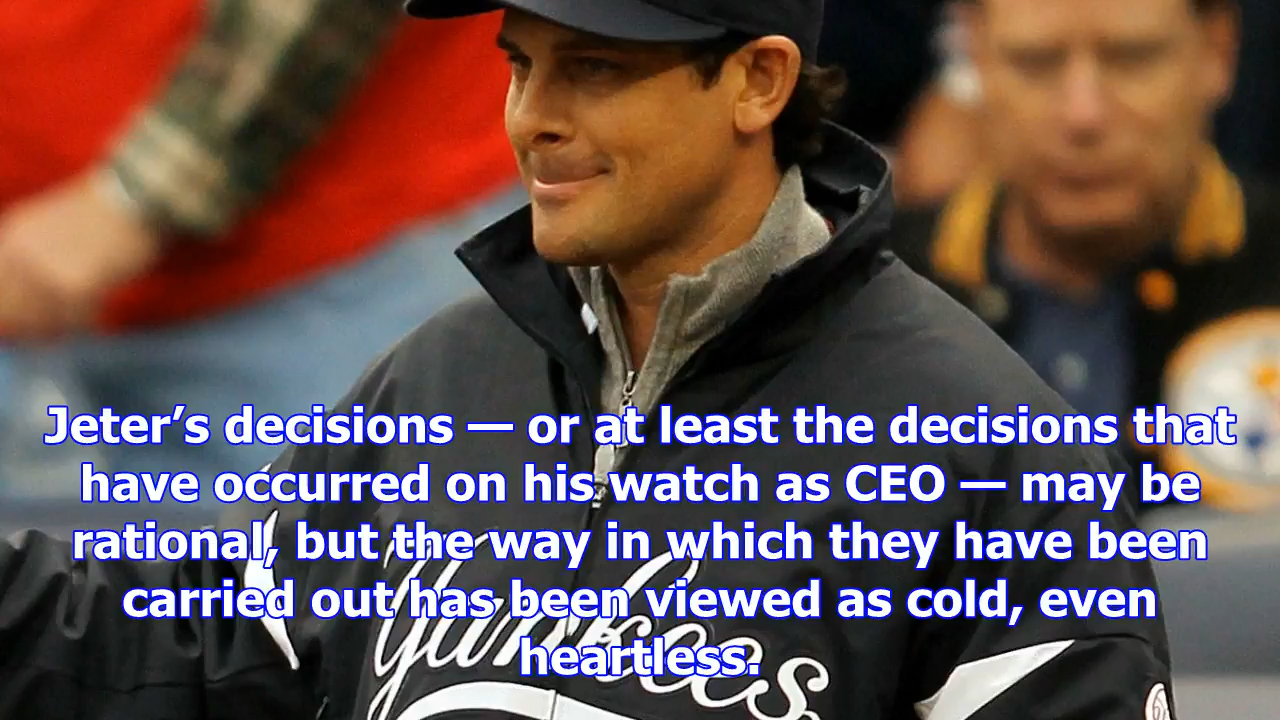 Jeter’s decisions — or at least the decisions that
have occurred on his watch as CEO — may be
rational, but the way in which they have been
carried out has been viewed as cold, even
heartless.
Yankees